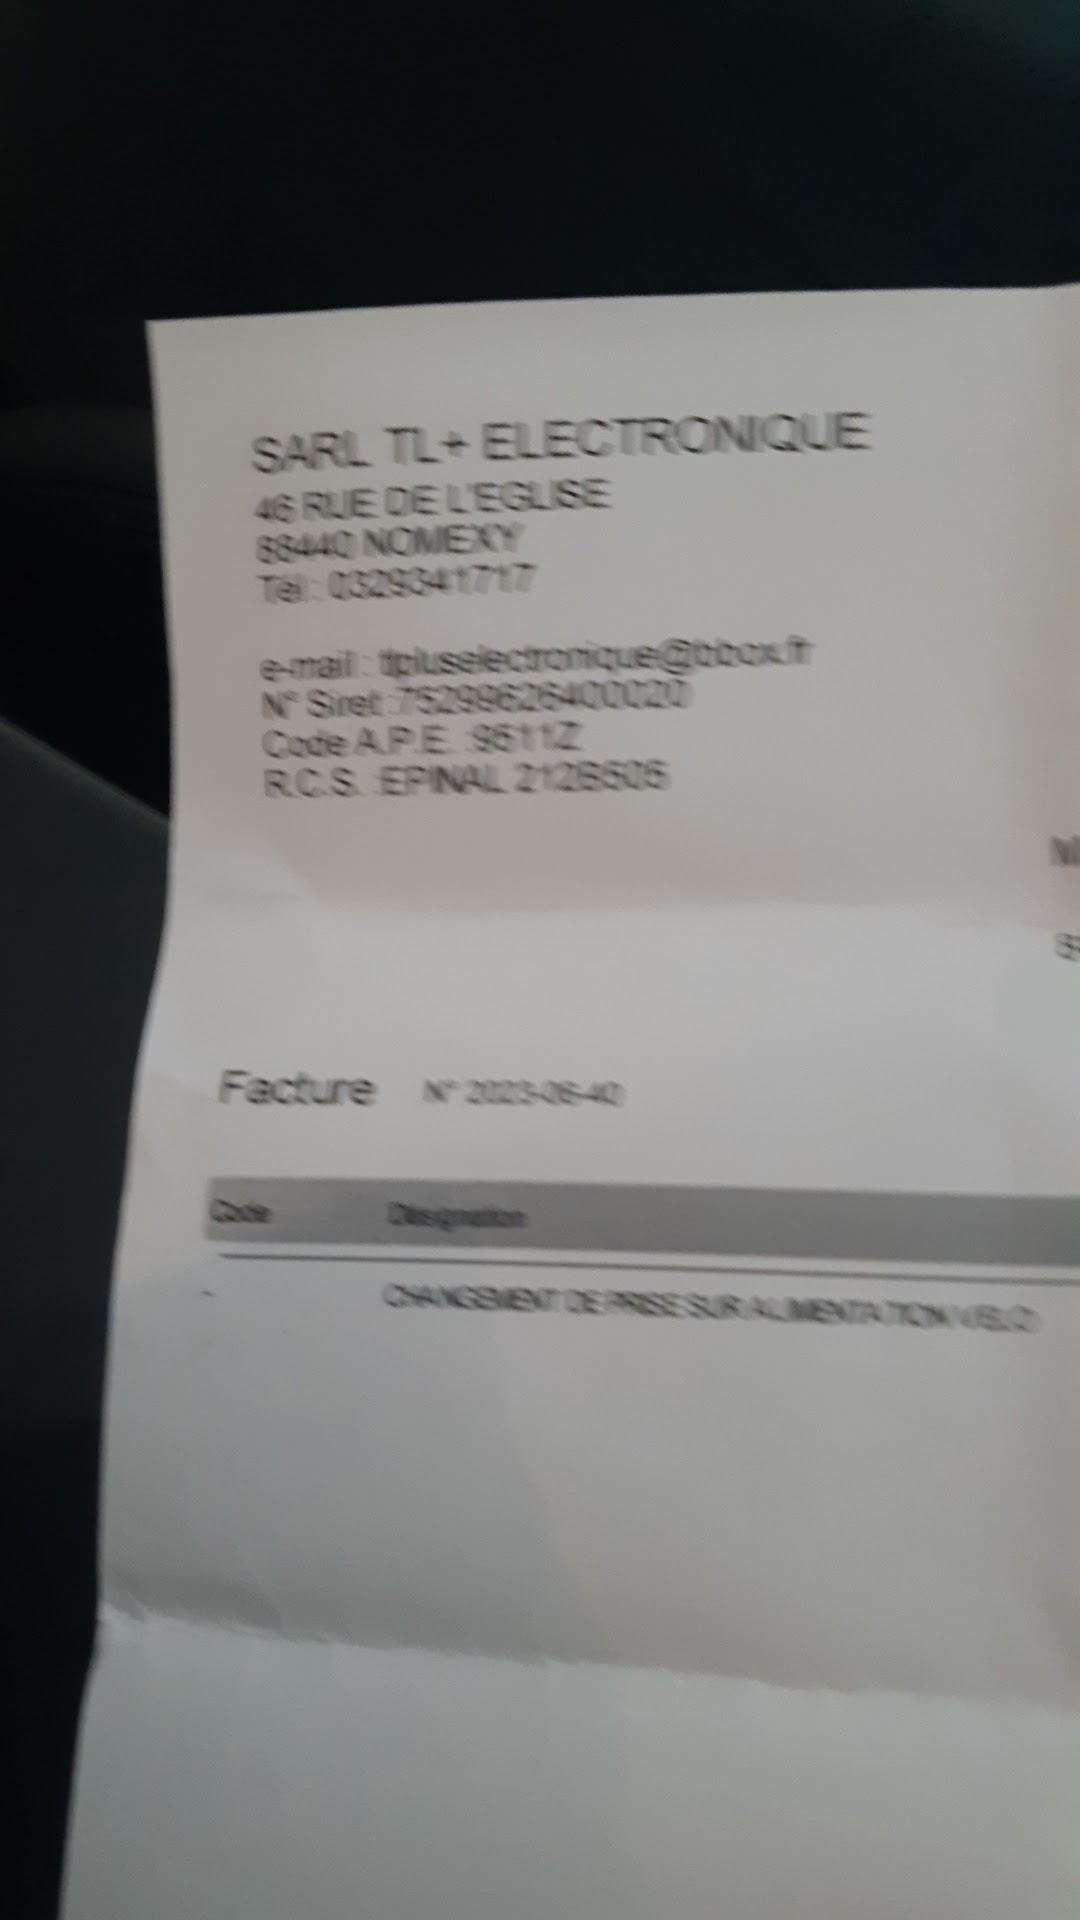 SARL TL+ ELECTRONIQUE
46 RUE DE L'EGLISE
88440 NOMEXY
Tél : 0329341717
e-mail : tlpluselectronique@bbox.fr
N° Siret :75299626400020
Code A.P.E. :9511Z
R.C.S. :EPINAL 212B505
Facture N° 2023-06-40
Code Désignation
CHANGEMENT DE PRISE SUR ALIMENTATION VELO